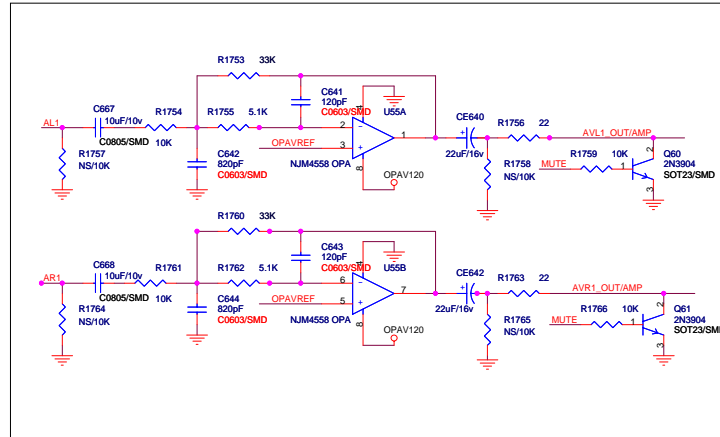 R1753 33K
C641
120pF
C0603/SMD
U55A
C667
10uF/10v
C0805/SMD
R1754
10K
R1755 5.1K
AL1
R1757
NS/10K
C642
820pF
C0603/SMD
OPAVREF
NJM4558 OPA
2
3
1
4
8
OPAV120
CE640
22uF/16v
R1756 22
AVL1_OUT/AMP
R1758
NS/10K
MUTE
R1759 10K
1
2
3
Q60
2N3904
SOT23/SMD
R1760 33K
C643
120pF
C0603/SMD
U55B
C668
10uF/10v
C0805/SMD
R1761
10K
R1762 5.1K
AR1
R1764
NS/10K
C644
820pF
C0603/SMD
OPAVREF
NJM4558 OPA
6
5
7
4
8
OPAV120
CE642
22uF/16v
R1763 22
AVR1_OUT/AMP
R1765
NS/10K
MUTE
R1766 10K
1
2
3
Q61
2N3904
SOT23/SMD